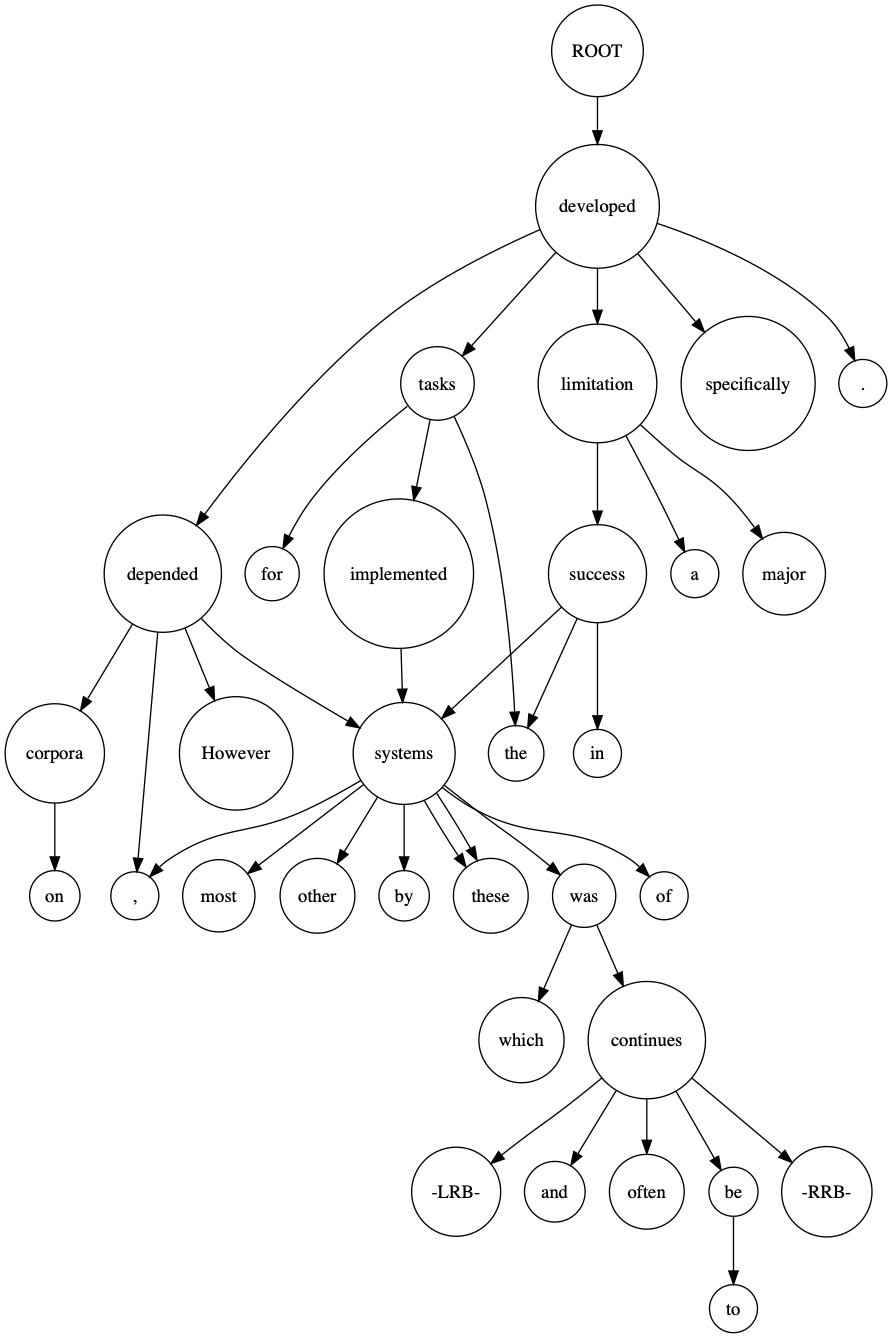 ROOT
developed
tasks
limitation
specifically
.
depended
for
implemented
success
a
major
corpora
However
systems
the
in
on
,
most
other
by
these
was
of
which
continues
-LRB-
and
often
be
-RRB-
to